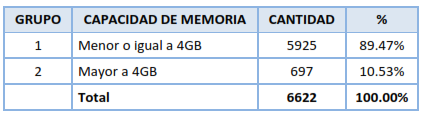 GRUPO CAPACIDAD DE MEMORIA CANTIDAD %
1 Menor o igual a 4GB 5925 89.47%
2 Mayor a 4GB 697 10.53%
Total 6622 100.00%